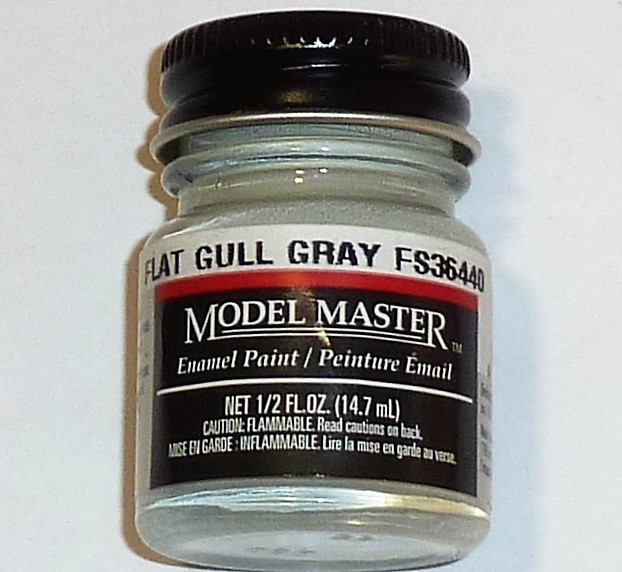 FLAT GULL GRAY FS36440
MODEL MASTER™
Enamel Paint / Peinture Émail
NET 1/2 FL.OZ. (14.7 mL)
CAUTION: FLAMMABLE. Read cautions on back.
MISE EN GARDE : INFLAMMABLE. Lire la mise en garde au verso.